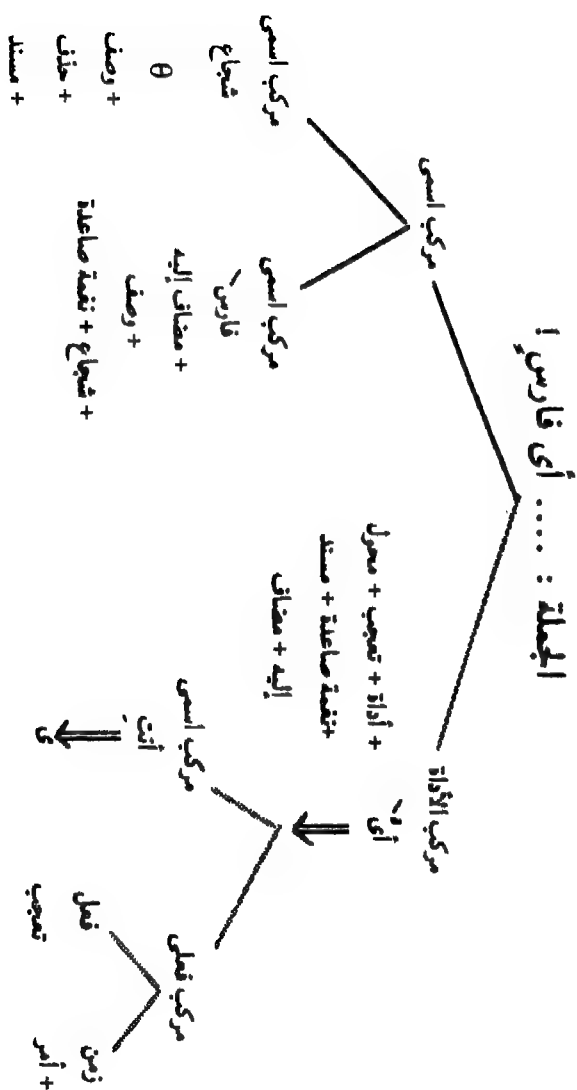 الجملة : .... أىُّ فارسٍ !
مركب الأداة
أىُّ
+ أداة + تعجب + محول
+نغمة صاعدة + مسند
إليه + مضاف
مركب فعلى
زمن
+ أمر
فعل
تعجب
مركب اسمى
أنتِ
ى
مركب اسمى
مركب اسمى
فارس
+ مضاف إليه
+ وصف
+ شجاع + نغمة صاعدة
مركب اسمى
شجاع
θ
+ وصف
+ حذف
+ مسند